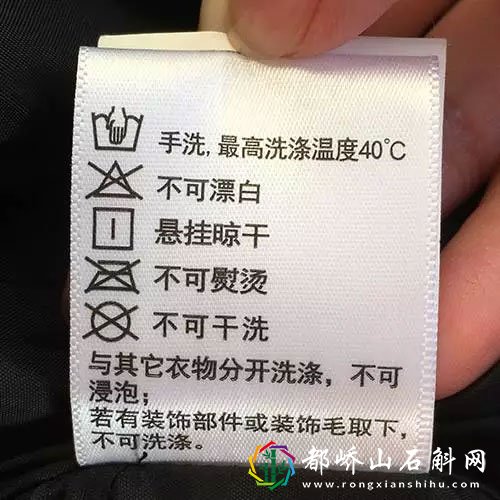 手洗,最高洗涤温度40℃
不可漂白
悬挂晾干
不可熨烫
不可干洗
与其它衣物分开洗涤,不可
浸泡;
若有装饰部件或装饰毛取下,
不可洗涤。
都峤山石斛网
www.rongxianshihu.com